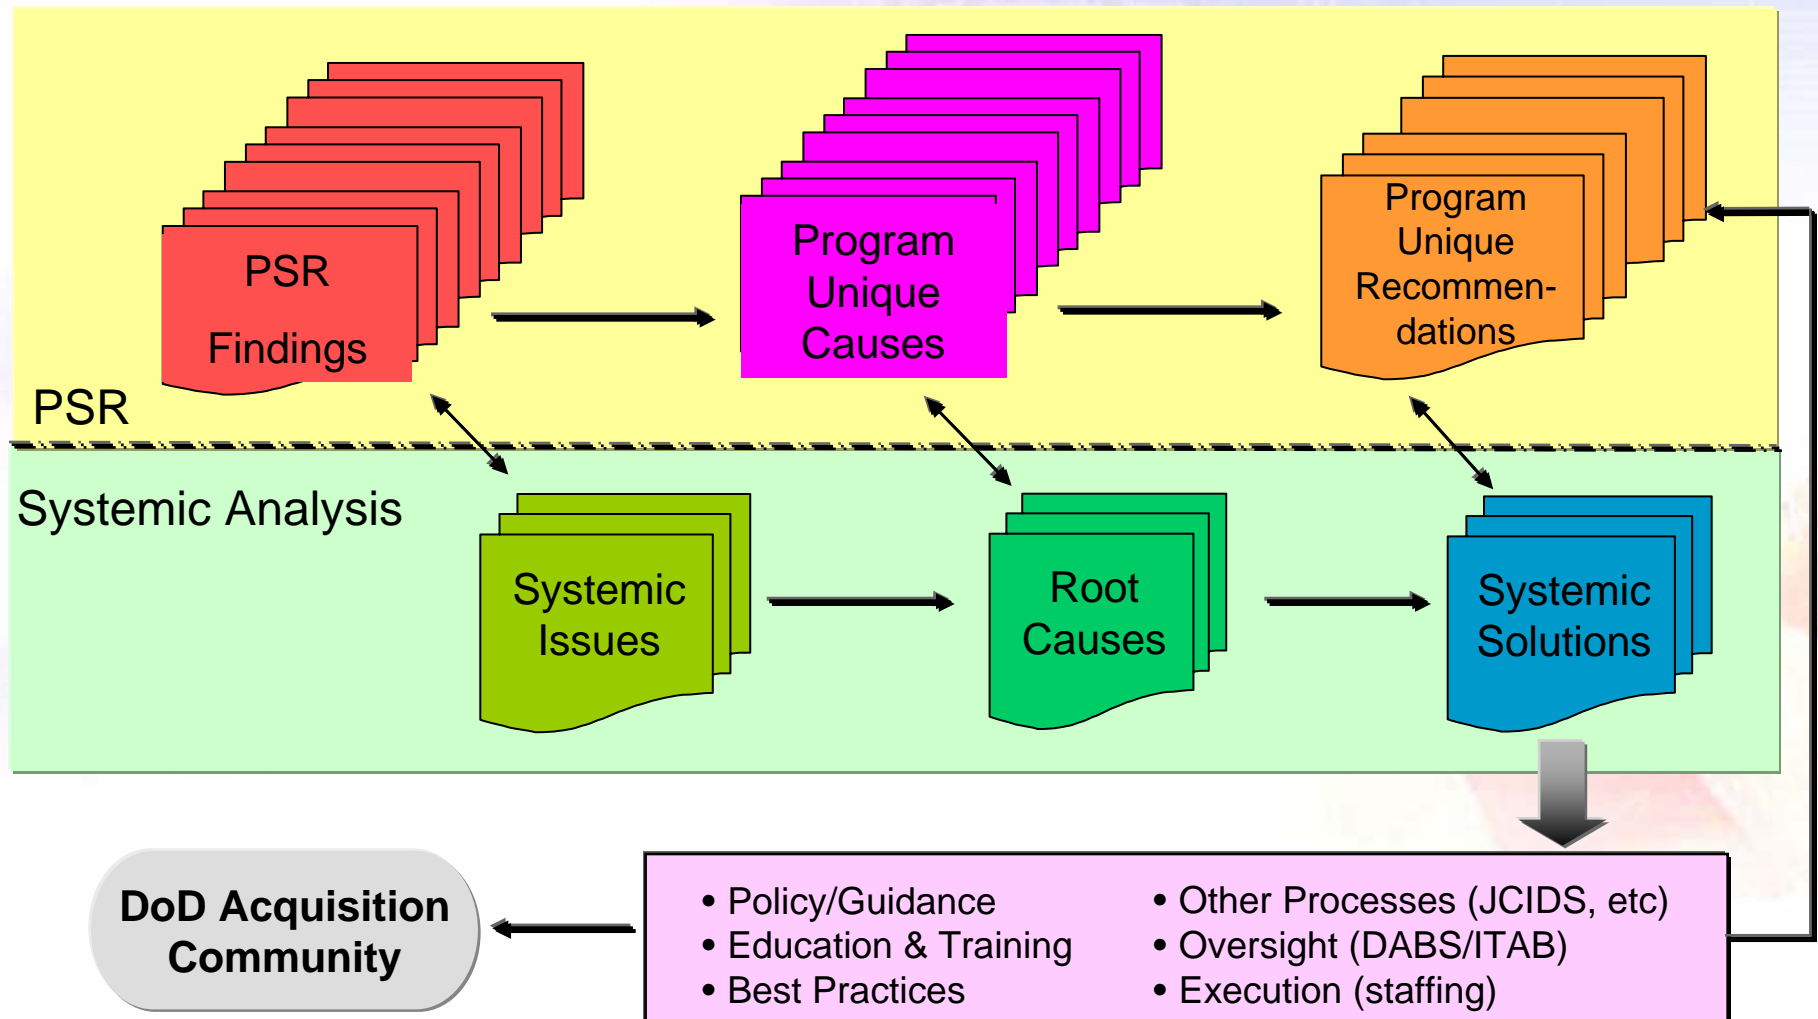 PSR
Findings
Program
Unique
Causes
Program
Unique
Recommen-
dations
PSR
Systemic Analysis
Systemic
Issues
Root
Causes
Systemic
Solutions
DoD Acquisition
Community
• Policy/Guidance
• Education & Training
• Best Practices
• Other Processes (JCIDS, etc)
• Oversight (DABS/ITAB)
• Execution (staffing)